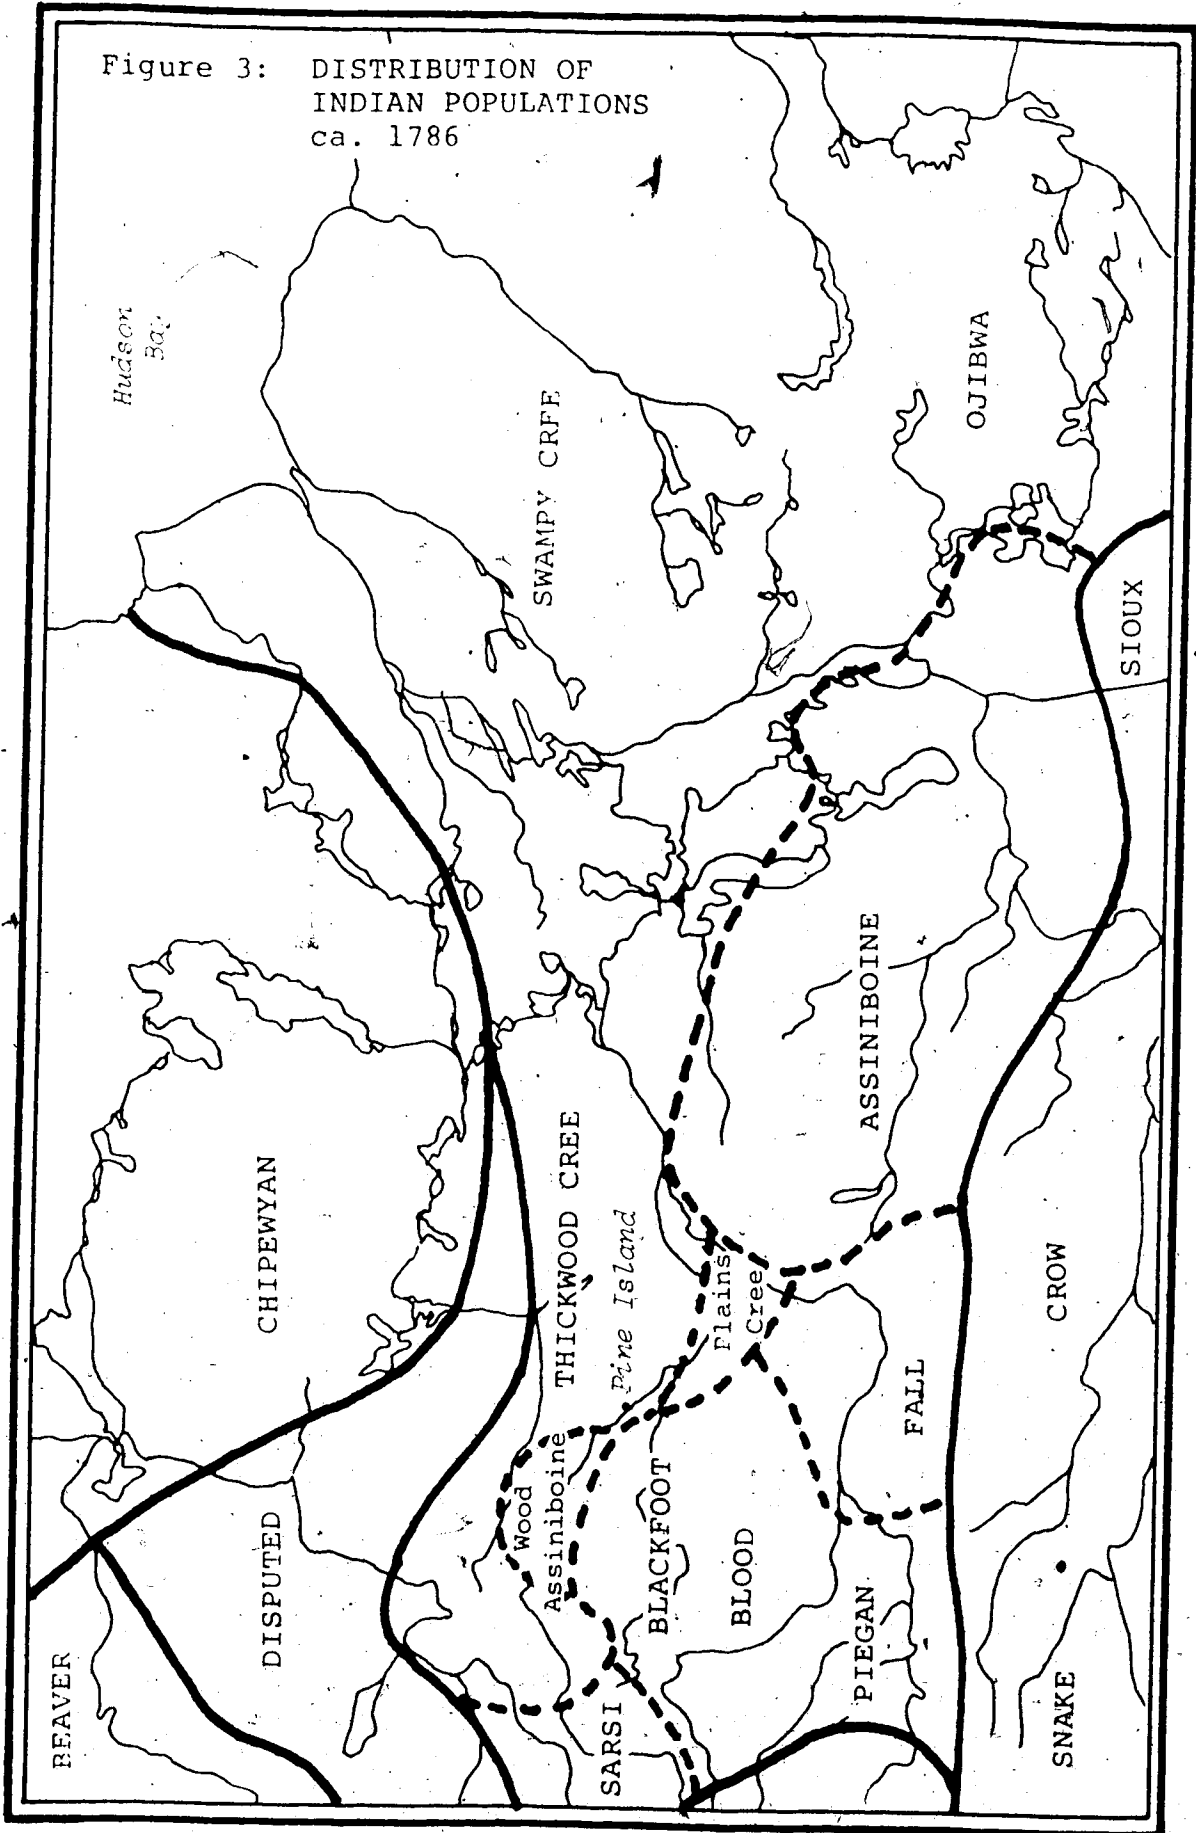 Figure 3: DISTRIBUTION OF
INDIAN POPULATIONS
ca. 1786
Hudson
Bay
SWAMPY CREE
OJIBWA
SIOUX
CHIPEWYAN
THICKWOOD CREE
Pine Island
ASSINIBOINE
Plains
Cree
CROW
FALL
BEAVER
DISPUTED
Wood
Assiniboine
BLACKFOOT
BLOOD
PIEGAN
SARSI
SNAKE